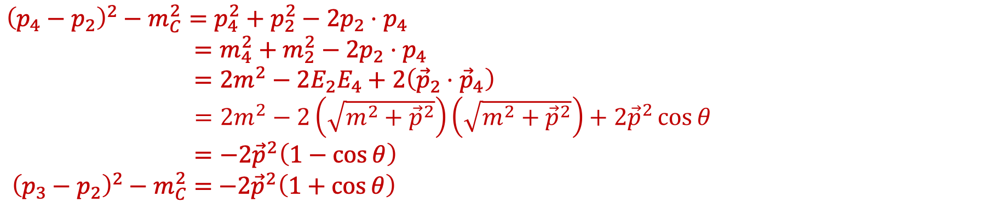 (p₄ − p₂)² − m_C² = p₄² + p₂² − 2p₂ · p₄
= m₄² + m₂² − 2p₂ · p₄
= 2m² − 2E₂E₄ + 2(p⃗₂ · p⃗₄)
= 2m² − 2(√(m² + p⃗²))(√(m² + p⃗²)) + 2p⃗² cos θ
= −2p⃗²(1 − cos θ)
(p₃ − p₂)² − m_C² = −2p⃗²(1 + cos θ)